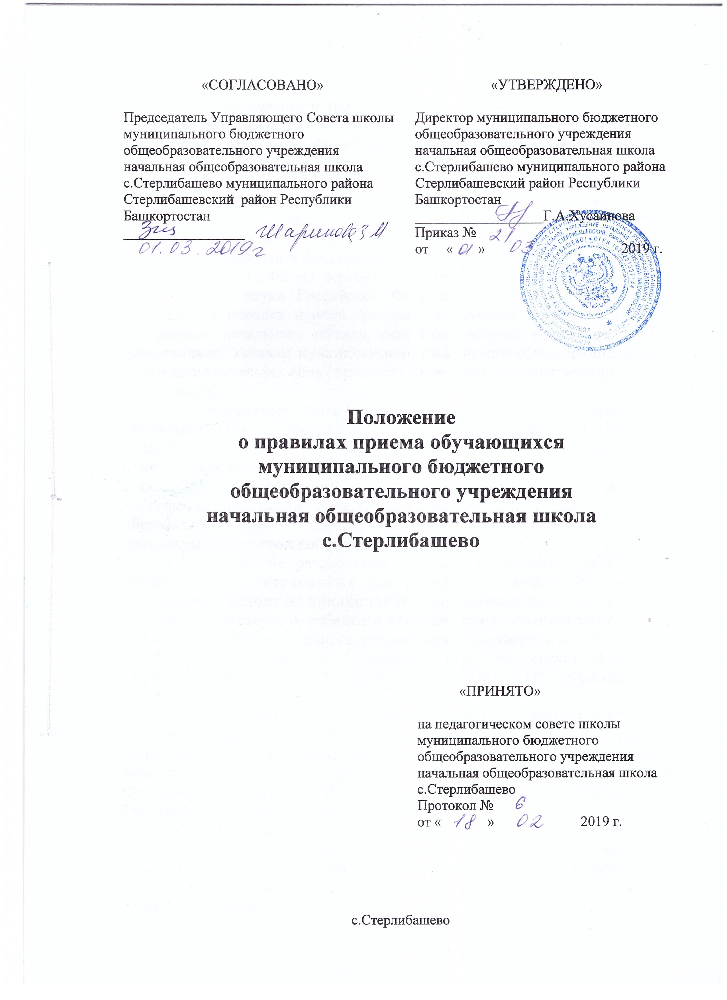 «СОГЛАСОВАНО»
Председатель Управляющего Совета школы
муниципального бюджетного
общеобразовательного учреждения
начальная общеобразовательная школа
с.Стерлибашево муниципального района
Стерлибашевский район Республики
Башкортостан
Шарипова З М
01.03.2019г
«УТВЕРЖДЕНО»
Директор муниципального бюджетного
общеобразовательного учреждения
начальная общеобразовательная школа
с.Стерлибашево муниципального района
Стерлибашевский район Республики
Башкортостан
Г.А.Хусаинова
Приказ № 21
от « 01 » 03 2019 г.
Положение
о правилах приема обучающихся
муниципального бюджетного
общеобразовательного учреждения
начальная общеобразовательная школа
с.Стерлибашево
«ПРИНЯТО»
на педагогическом совете школы
муниципального бюджетного
общеобразовательного учреждения
начальная общеобразовательная школа
с.Стерлибашево
Протокол № 6
от « 18 » 02 2019 г.
с.Стерлибашево